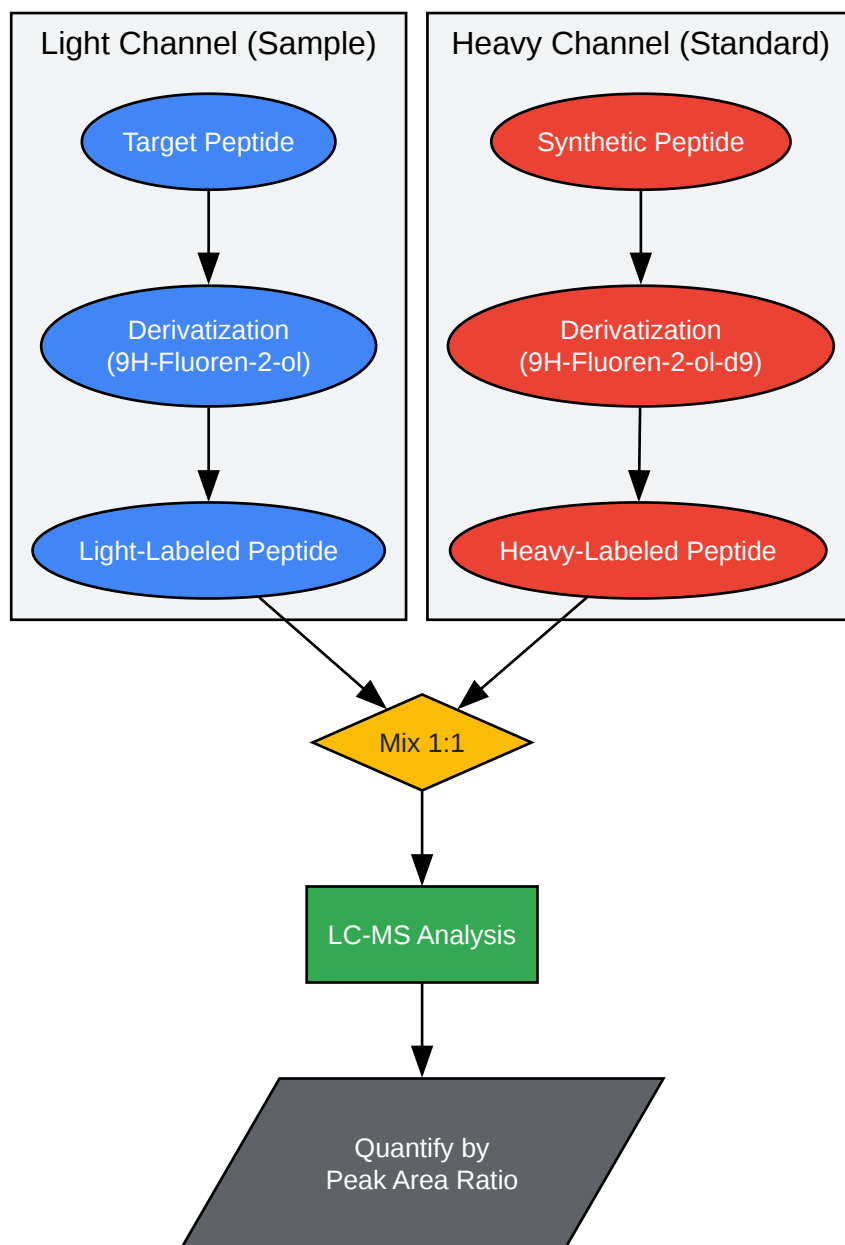 Light Channel (Sample)
Heavy Channel (Standard)
Target Peptide
Synthetic Peptide
Derivatization
(9H-Fluoren-2-ol)
Derivatization
(9H-Fluoren-2-ol-d9)
Light-Labeled Peptide
Heavy-Labeled Peptide
Mix 1:1
LC-MS Analysis
Quantify by
Peak Area Ratio